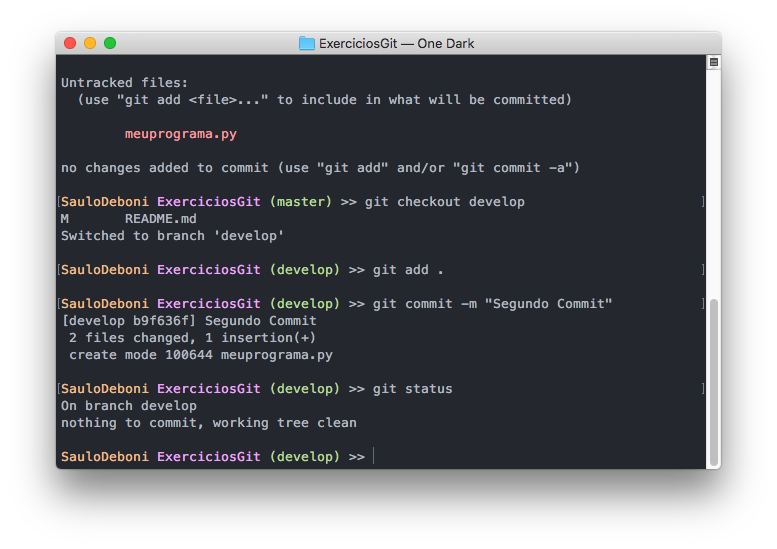 ExerciciosGit — One Dark
Untracked files:
  (use "git add <file>..." to include in what will be committed)
        meuprograma.py
no changes added to commit (use "git add" and/or "git commit -a")
[SauloDeboni ExerciciosGit (master) >> git checkout develop ]
M       README.md
Switched to branch 'develop'
[SauloDeboni ExerciciosGit (develop) >> git add . ]
[SauloDeboni ExerciciosGit (develop) >> git commit -m "Segundo Commit" ]
[develop b9f636f] Segundo Commit
 2 files changed, 1 insertion(+)
 create mode 100644 meuprograma.py
[SauloDeboni ExerciciosGit (develop) >> git status ]
On branch develop
nothing to commit, working tree clean
SauloDeboni ExerciciosGit (develop) >>